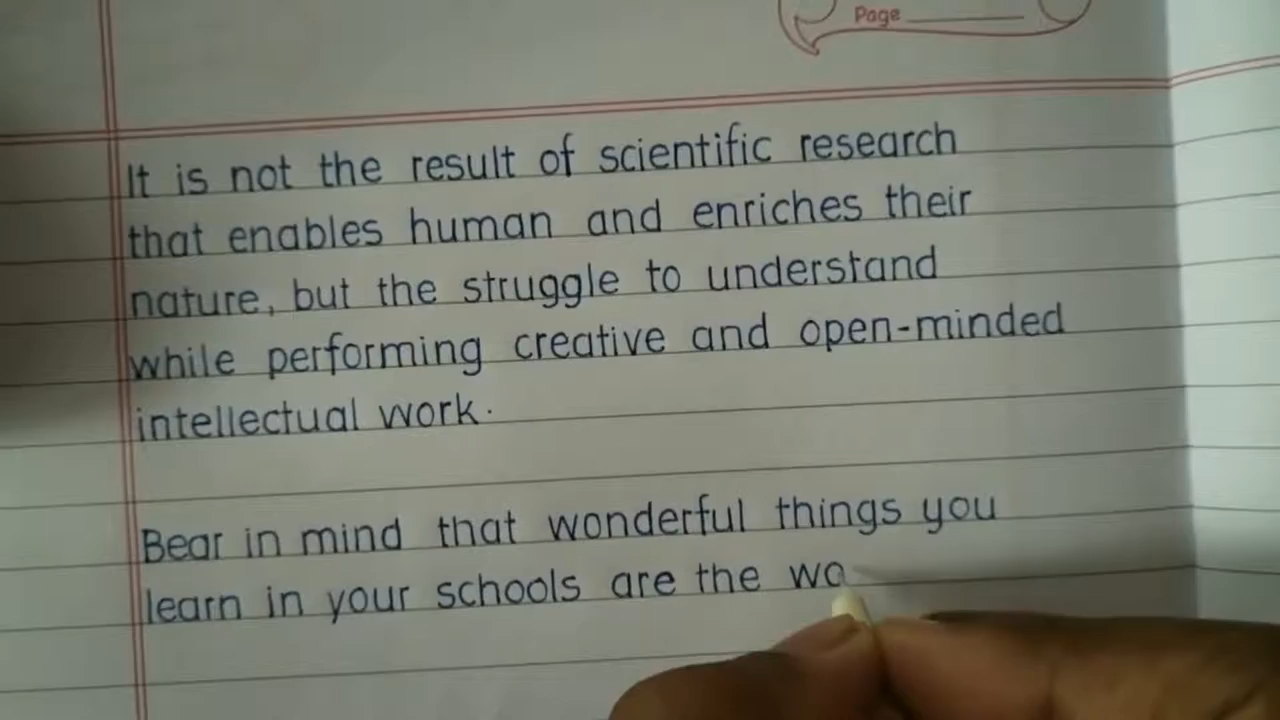 Page
It is not the result of scientific research
that enables human and enriches their
nature, but the struggle to understand
while performing creative and open-minded
intellectual work.
Bear in mind that wonderful things you
learn in your schools are the wo